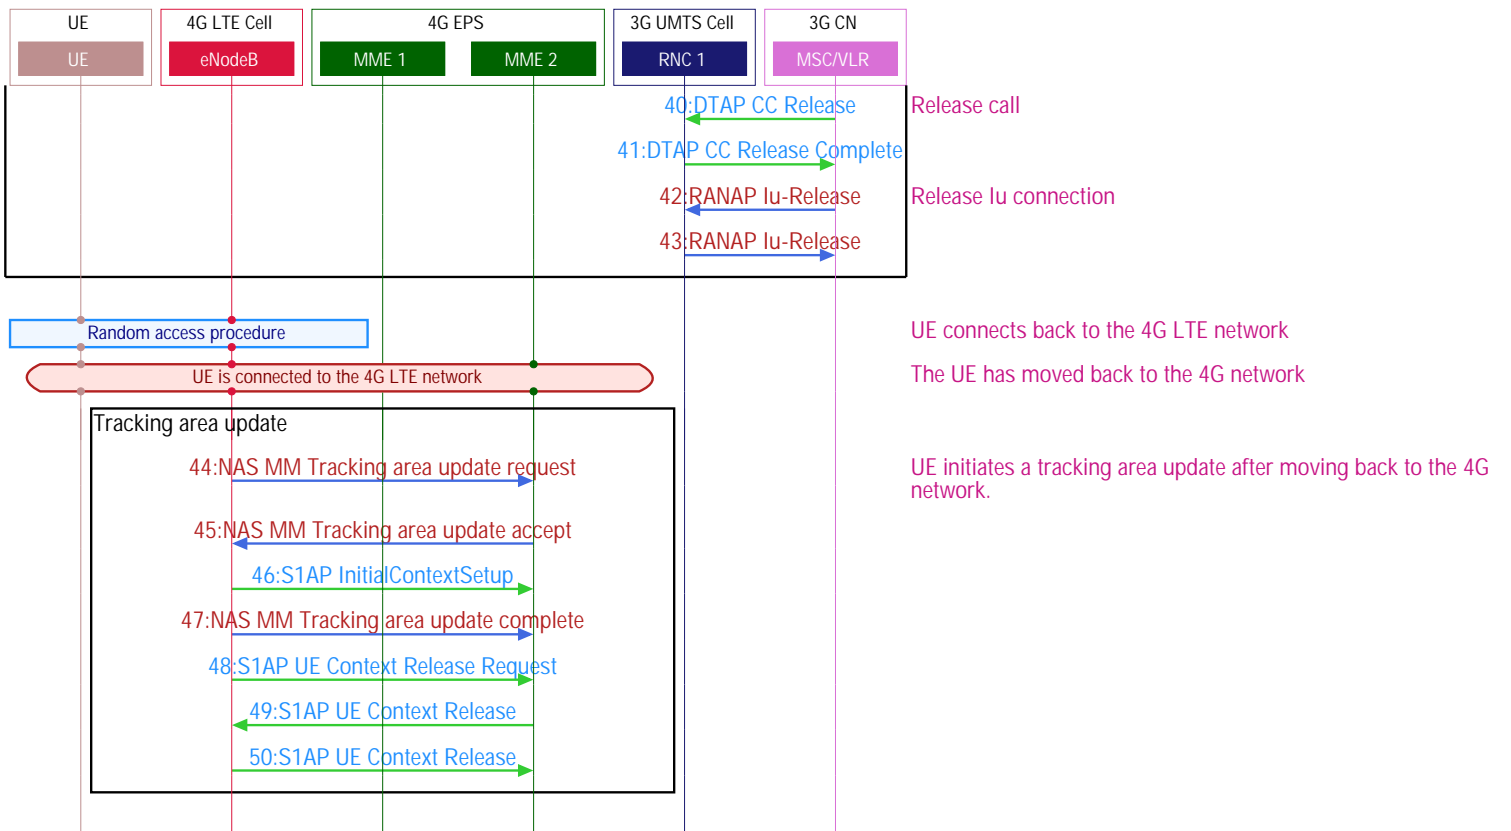 UE
4G LTE Cell
4G EPS
3G UMTS Cell
3G CN
UE
eNodeB
MME 1
MME 2
RNC 1
MSC/VLR
40:DTAP CC Release
Release call
41:DTAP CC Release Complete
42:RANAP Iu-Release
Release Iu connection
43:RANAP Iu-Release
Random access procedure
UE connects back to the 4G LTE network
UE is connected to the 4G LTE network
The UE has moved back to the 4G network
Tracking area update
44:NAS MM Tracking area update request
UE initiates a tracking area update after moving back to the 4G
network.
45:NAS MM Tracking area update accept
46:S1AP InitialContextSetup
47:NAS MM Tracking area update complete
48:S1AP UE Context Release Request
49:S1AP UE Context Release
50:S1AP UE Context Release